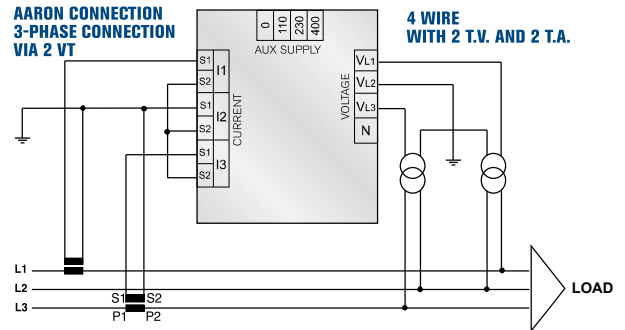 AARON CONNECTION
3-PHASE CONNECTION
VIA 2 VT
4 WIRE
WITH 2 T.V. AND 2 T.A.
0
110
230
400
AUX SUPPLY
S1
S2
I1
S1
S2
I2
S1
S2
I3
CURRENT
VOLTAGE
VL1
VL2
VL3
N
L1
L2
L3
S1
S2
P1
P2
LOAD